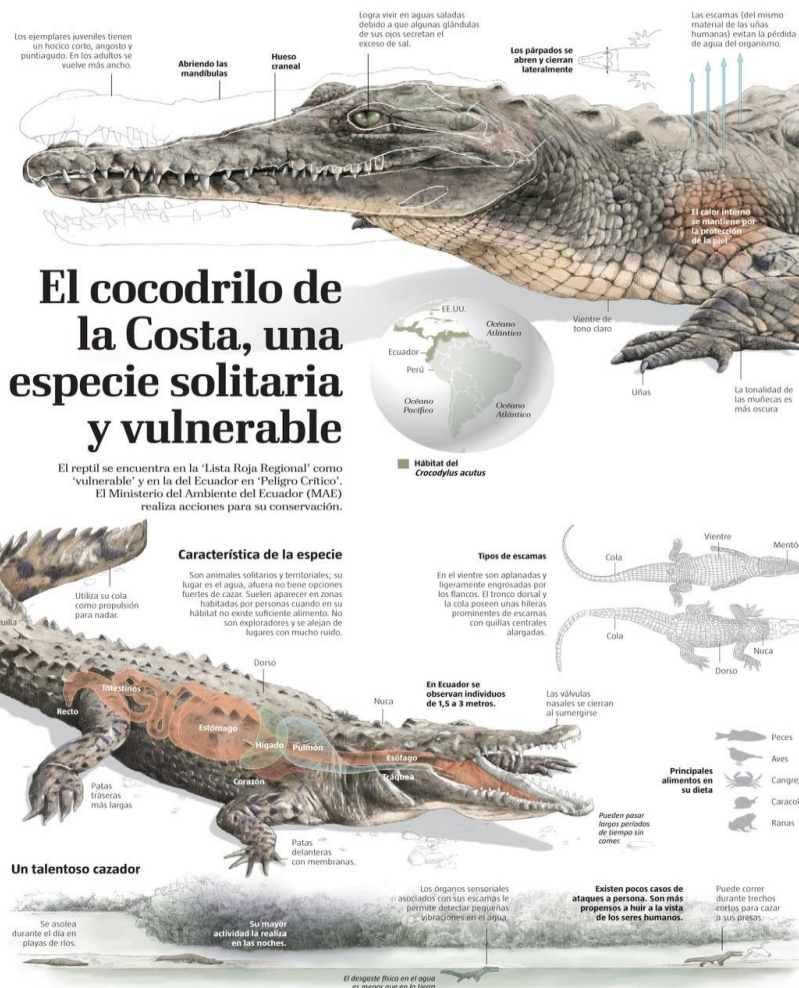 Los ejemplares juveniles tienen
un hocico corto, angosto y
puntiagudo. En los adultos se
vuelve más ancho.
Abriendo las
mandíbulas
Hueso
craneal
Logra vivir en aguas saladas
debido a que algunas glándulas
de sus ojos secretan el
exceso de sal.
Los párpados se
abren y cierran
lateralmente
Las escamas (del mismo
material de las uñas
humanas) evitan la pérdida
de agua del organismo.
El calor interno
se mantiene por
la protección
de la piel
El cocodrilo de
la Costa, una
especie solitaria
y vulnerable
El reptil se encuentra en la ‘Lista Roja Regional’ como
‘vulnerable’ y en la del Ecuador en ‘Peligro Crítico’.
El Ministerio del Ambiente del Ecuador (MAE)
realiza acciones para su conservación.
EE.UU.
Océano
Atlántico
Ecuador
Perú
Océano
Pacífico
Océano
Atlántico
Hábitat del
Crocodylus acutus
Vientre de
tono claro
Uñas
La tonalidad de
las muñecas es
más oscura
Utiliza su cola
como propulsión
para nadar.
uilla
Característica de la especie
Son animales solitarios y territoriales; su
lugar es el agua, afuera no tiene opciones
fuertes de cazar. Suelen aparecer en zonas
habitadas por personas cuando en su
hábitat no existe suficiente alimento. No
son exploradores y se alejan de
lugares con mucho ruido.
Tipos de escamas
En el vientre son aplanadas y
ligeramente engrosadas por
los flancos. El tronco dorsal y
la cola poseen unas hileras
prominentes de escamas
con quillas centrales
alargadas.
Cola
Vientre
Mentó
Cola
Nuca
Dorso
Dorso
Intestinos
Recto
Estómago
Hígado
Pulmón
Corazón
Esófago
Tráquea
Nuca
En Ecuador se
observan individuos
de 1,5 a 3 metros.
Las válvulas
nasales se cierran
al sumergirse
Patas
traseras
más largas
Patas
delanteras
con membranas.
Pueden pasar
largos períodos
de tiempo sin
comer.
Principales
alimentos en
su dieta
Peces
Aves
Cangre
Caracol
Ranas
Un talentoso cazador
Se asolea
durante el día en
playas de ríos.
Su mayor
actividad la realiza
en las noches.
Los órganos sensoriales
asociados con sus escamas le
permite detectar pequeñas
vibraciones en el agua.
Existen pocos casos de
ataques a persona. Son más
propensos a huir a la vista
de los seres humanos.
Puede correr
durante trechos
cortos para cazar
a sus presas.
El desgaste físico en el agua
es menor que en la tierra